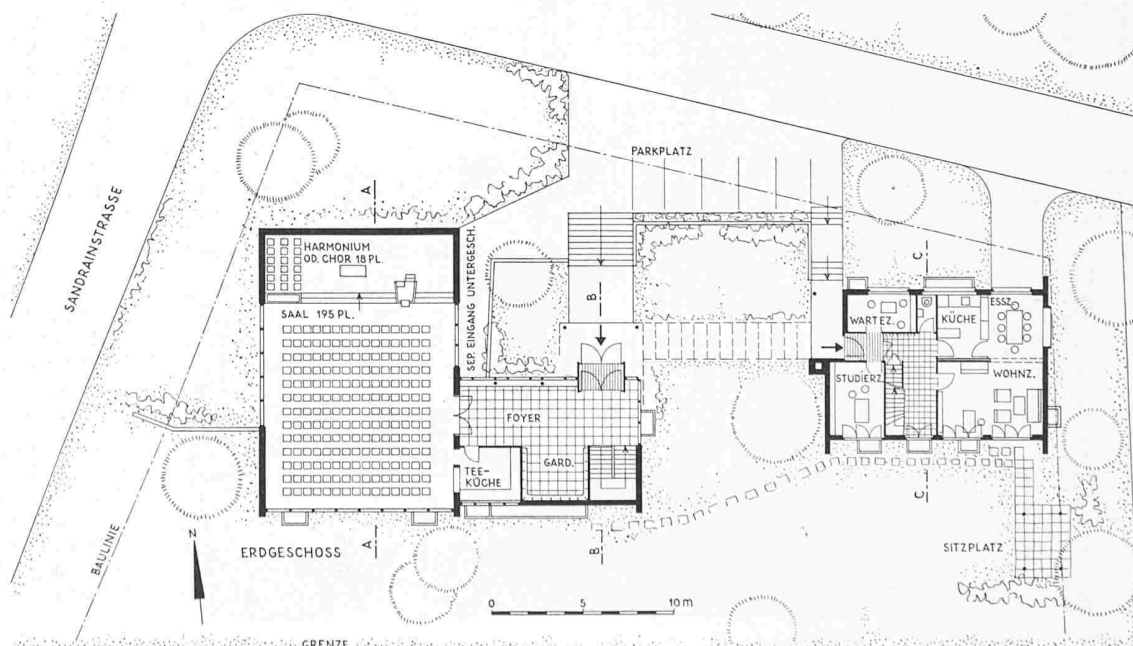 SANDRAINSTRASSE
PARKPLATZ
A
HARMONIUM
OD. CHOR 18 PL.
SAAL 195 PL.
SEP. EINGANG UNTERGESCH.
B
C
WARTEZ.
KÜCHE
ESSZ.
STUDIERZ.
WOHNZ.
FOYER
GARD.
TEE-
KÜCHE
BAULINIE
N
ERDGESCHOSS
A
B
C
SITZPLATZ
0 5 10 m
GRENZE